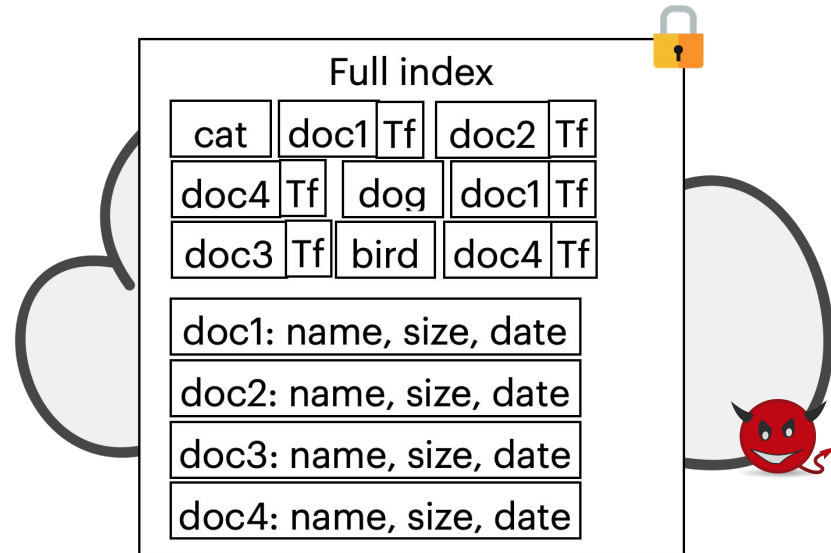 Full index
cat doc1 Tf doc2 Tf
doc4 Tf dog doc1 Tf
doc3 Tf bird doc4 Tf
doc1: name, size, date
doc2: name, size, date
doc3: name, size, date
doc4: name, size, date